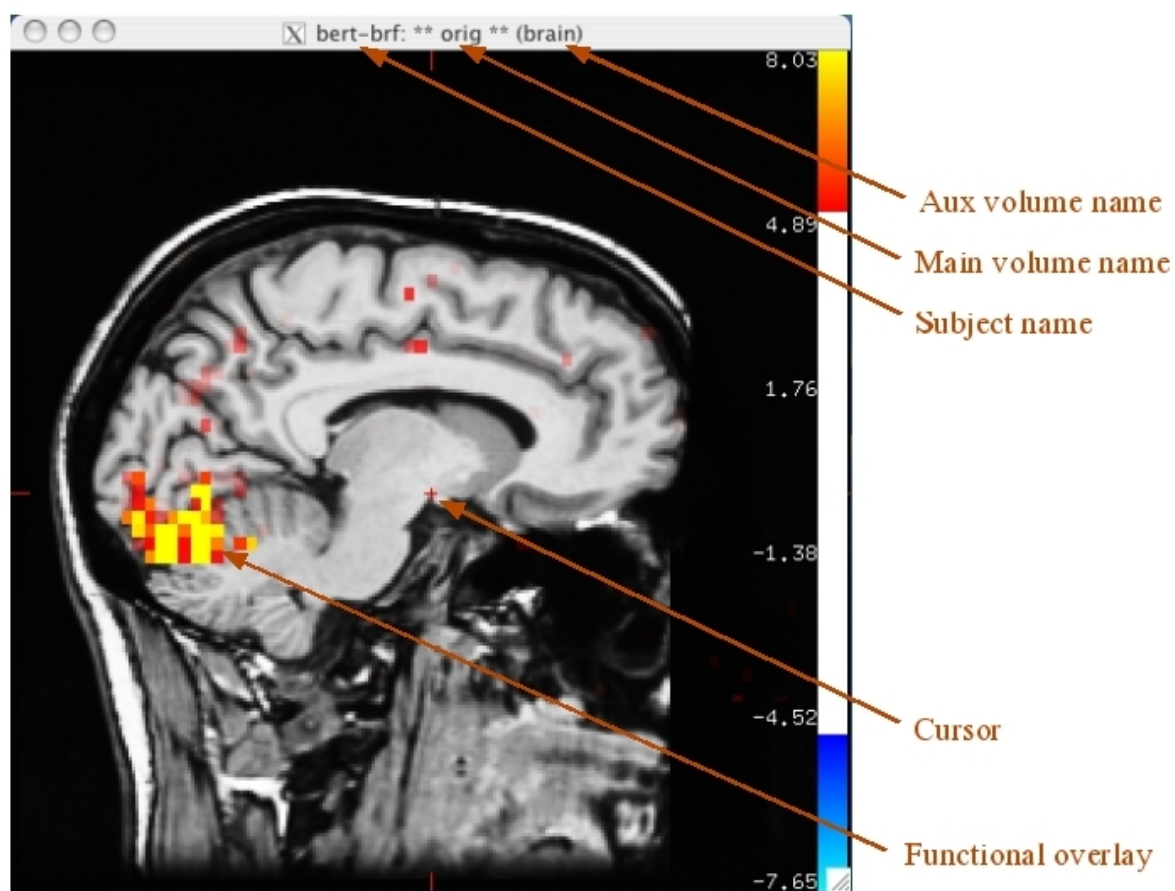 bert-brf: ** orig ** (brain)
8.03
Aux volume name
4.89
Main volume name
Subject name
1.76
-1.38
-4.52
Cursor
Functional overlay
-7.65